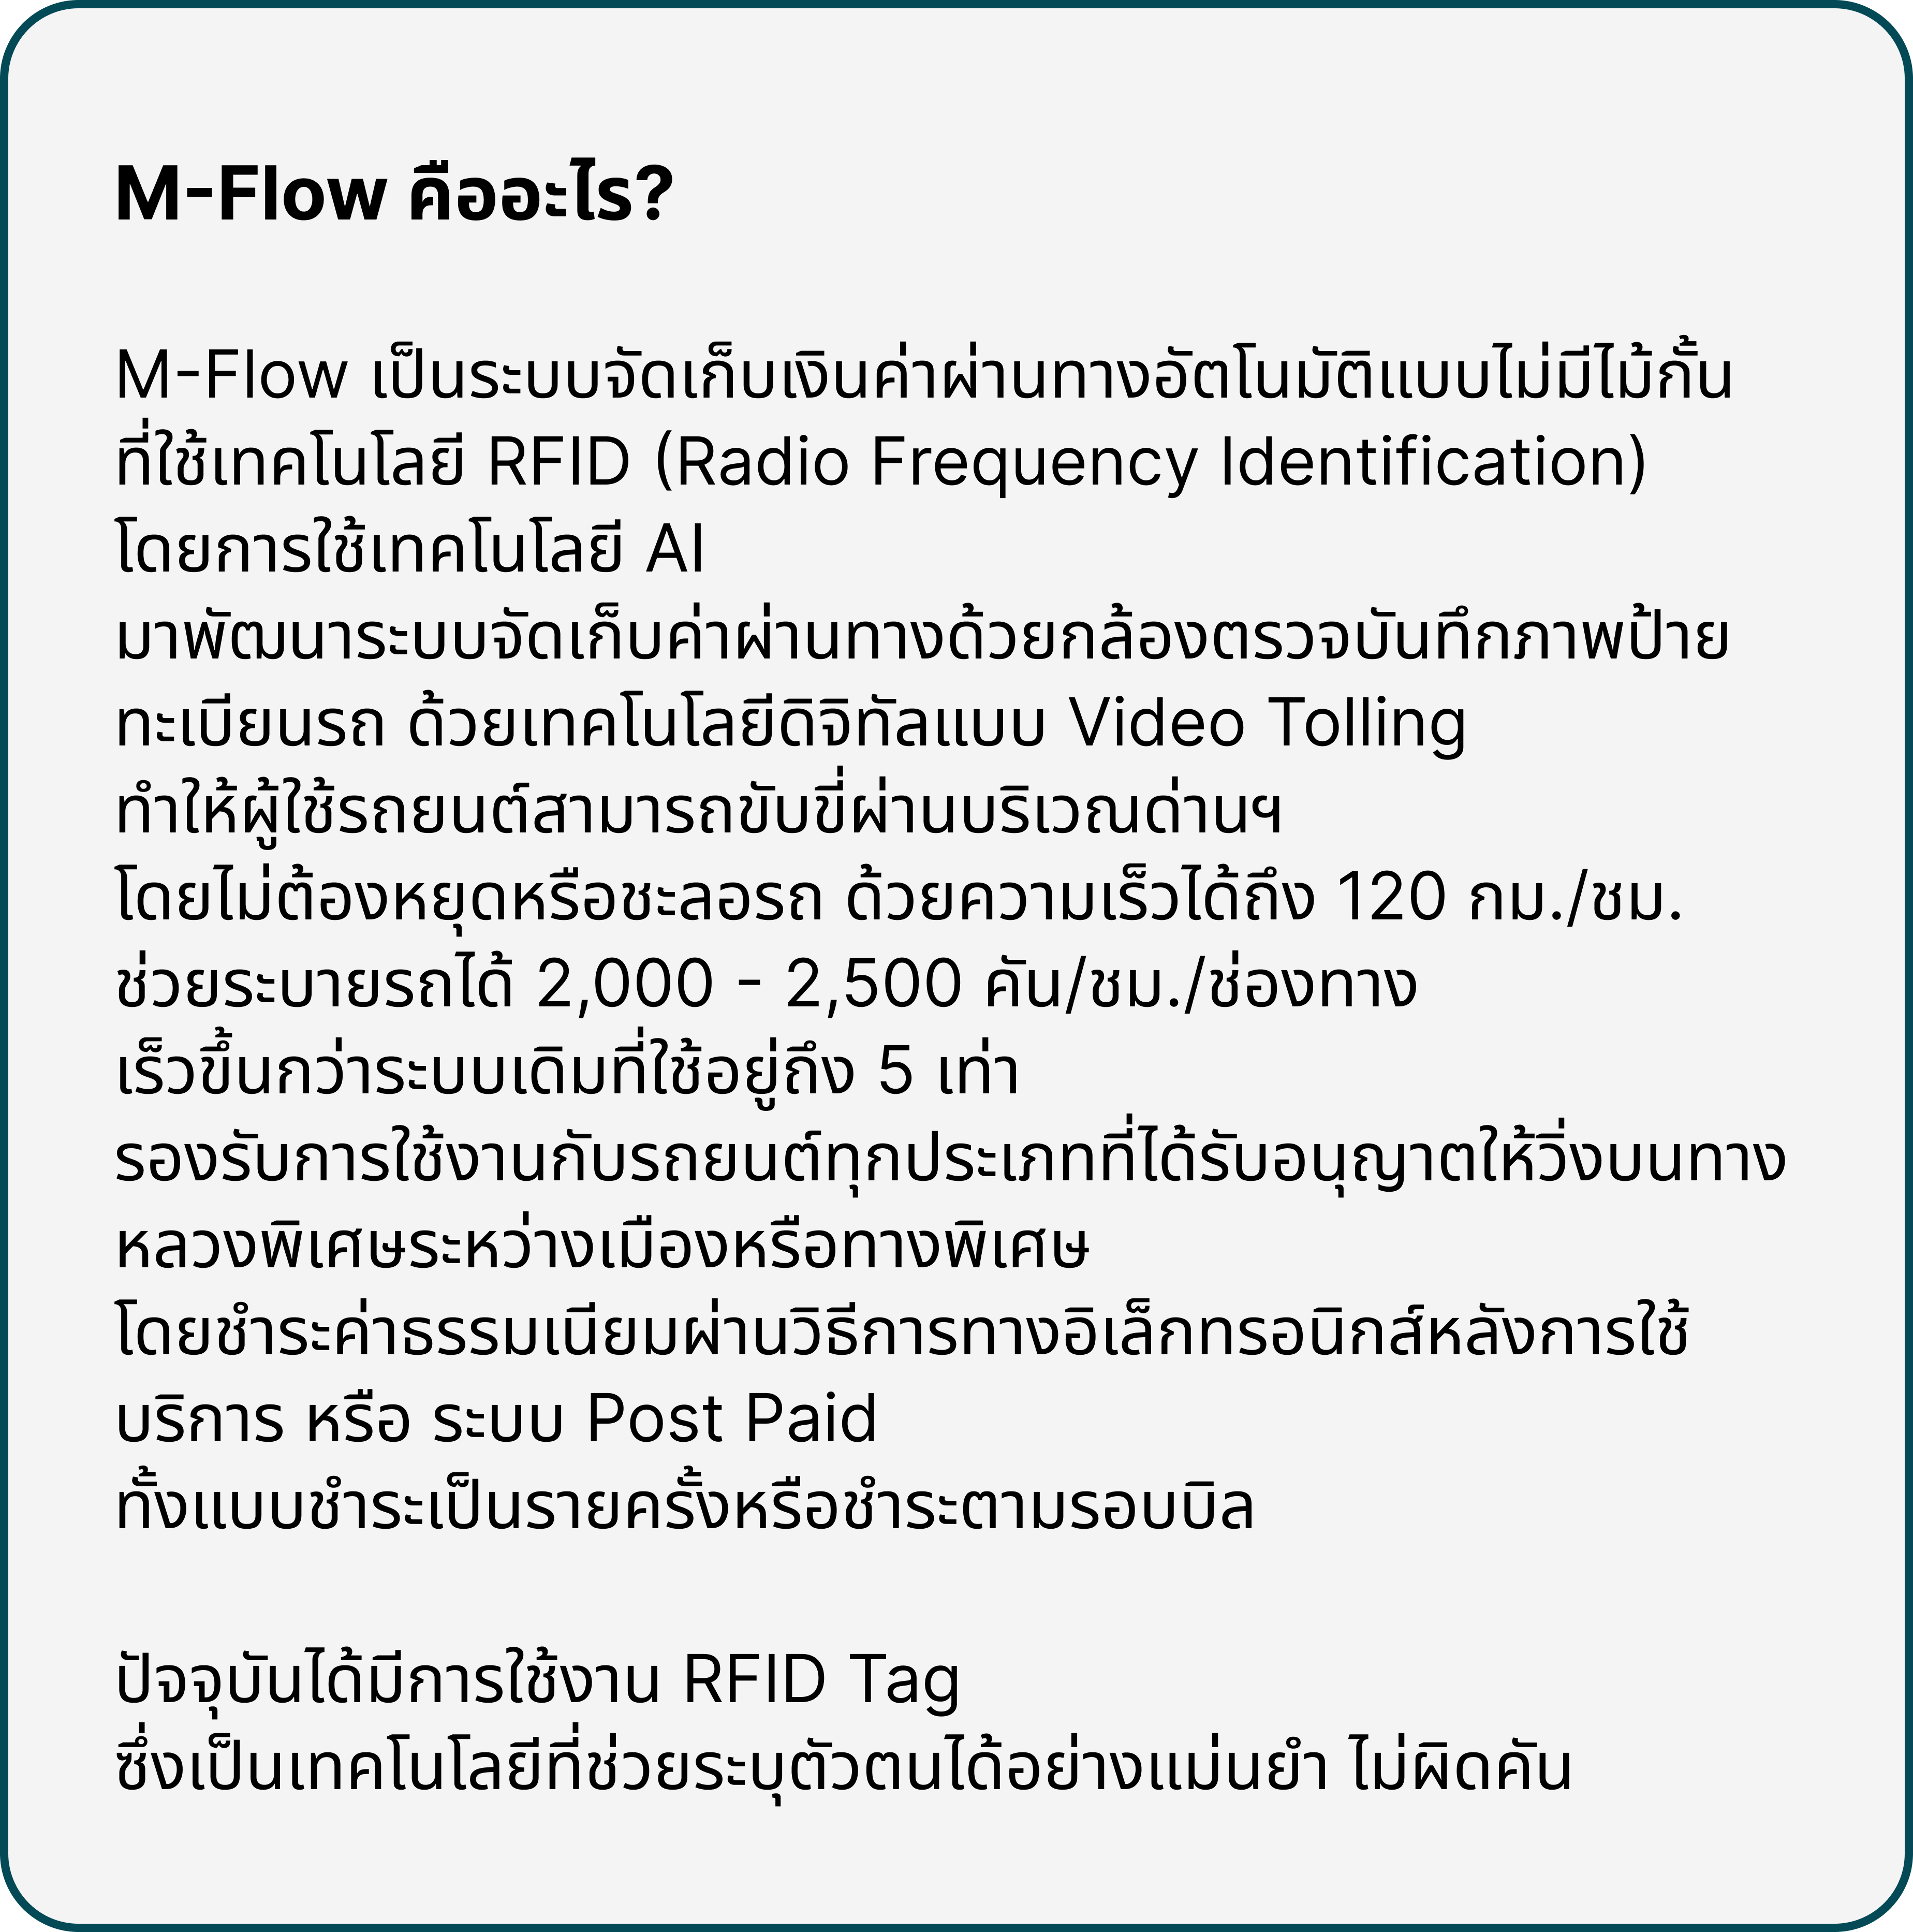 M-Flow คืออะไร?
M-Flow เป็นระบบจัดเก็บเงินค่าผ่านทางอัตโนมัติแบบไม่มีไม้กั้น
ที่ใช้เทคโนโลยี RFID (Radio Frequency Identification)
โดยการใช้เทคโนโลยี AI
มาพัฒนาระบบจัดเก็บค่าผ่านทางด้วยกล้องตรวจบันทึกภาพป้าย
ทะเบียนรถ ด้วยเทคโนโลยีดิจิทัลแบบ Video Tolling
ทำให้ผู้ใช้รถยนต์สามารถขับขี่ผ่านบริเวณด่านฯ
โดยไม่ต้องหยุดหรือชะลอรถ ด้วยความเร็วได้ถึง 120 กม./ชม.
ช่วยระบายรถได้ 2,000 - 2,500 คัน/ชม./ช่องทาง
เร็วขึ้นกว่าระบบเดิมที่ใช้อยู่ถึง 5 เท่า
รองรับการใช้งานกับรถยนต์ทุกประเภทที่ได้รับอนุญาตให้วิ่งบนทาง
หลวงพิเศษระหว่างเมืองหรือทางพิเศษ
โดยชำระค่าธรรมเนียมผ่านวิธีการทางอิเล็กทรอนิกส์หลังการใช้
บริการ หรือ ระบบ Post Paid
ทั้งแบบชำระเป็นรายครั้งหรือชำระตามรอบบิล
ปัจจุบันได้มีการใช้งาน RFID Tag
ซึ่งเป็นเทคโนโลยีที่ช่วยระบุตัวตนได้อย่างแม่นยำ ไม่ผิดคัน